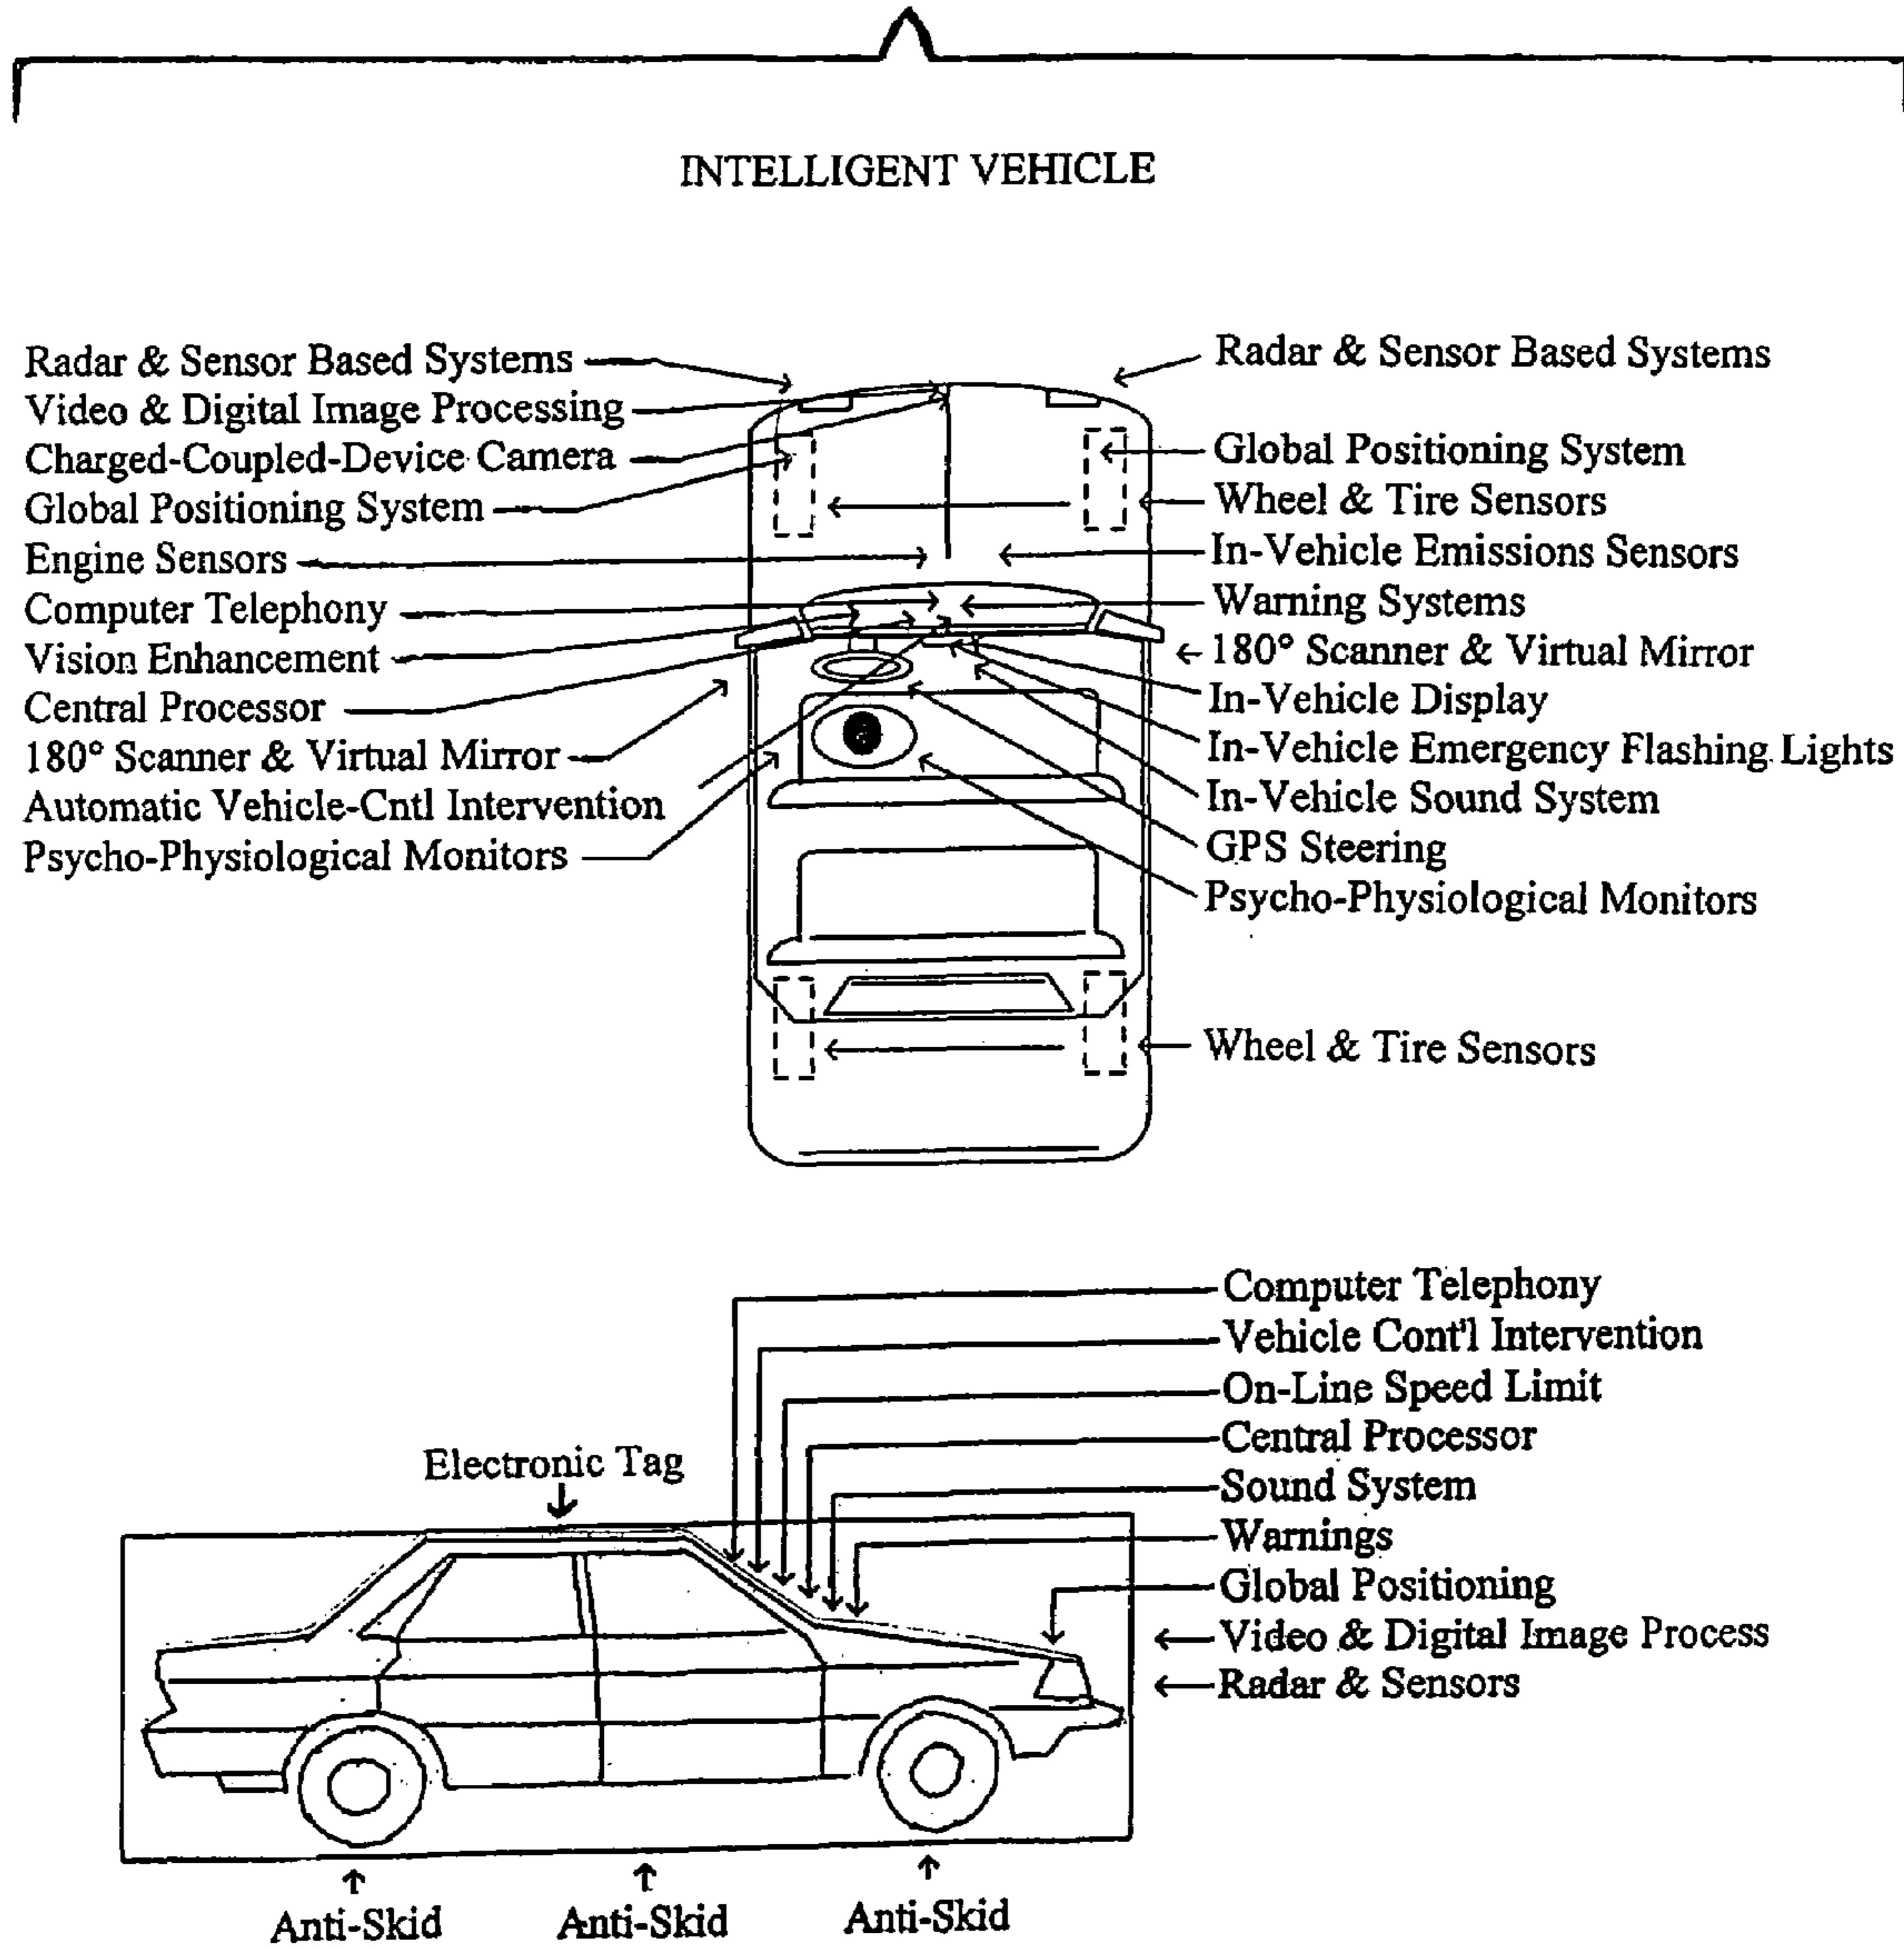 INTELLIGENT VEHICLE
Radar & Sensor Based Systems
Video & Digital Image Processing
Charged-Coupled-Device Camera
Global Positioning System
Engine Sensors
Computer Telephony
Vision Enhancement
Central Processor
180° Scanner & Virtual Mirror
Automatic Vehicle-Cntl Intervention
Psycho-Physiological Monitors
Radar & Sensor Based Systems
Global Positioning System
Wheel & Tire Sensors
In-Vehicle Emissions Sensors
Warning Systems
180° Scanner & Virtual Mirror
In-Vehicle Display
In-Vehicle Emergency Flashing Lights
In-Vehicle Sound System
GPS Steering
Psycho-Physiological Monitors
Wheel & Tire Sensors
Computer Telephony
Vehicle Cont'l Intervention
On-Line Speed Limit
Central Processor
Sound System
Warnings
Global Positioning
Video & Digital Image Process
Radar & Sensors
Electronic Tag
Anti-Skid
Anti-Skid
Anti-Skid